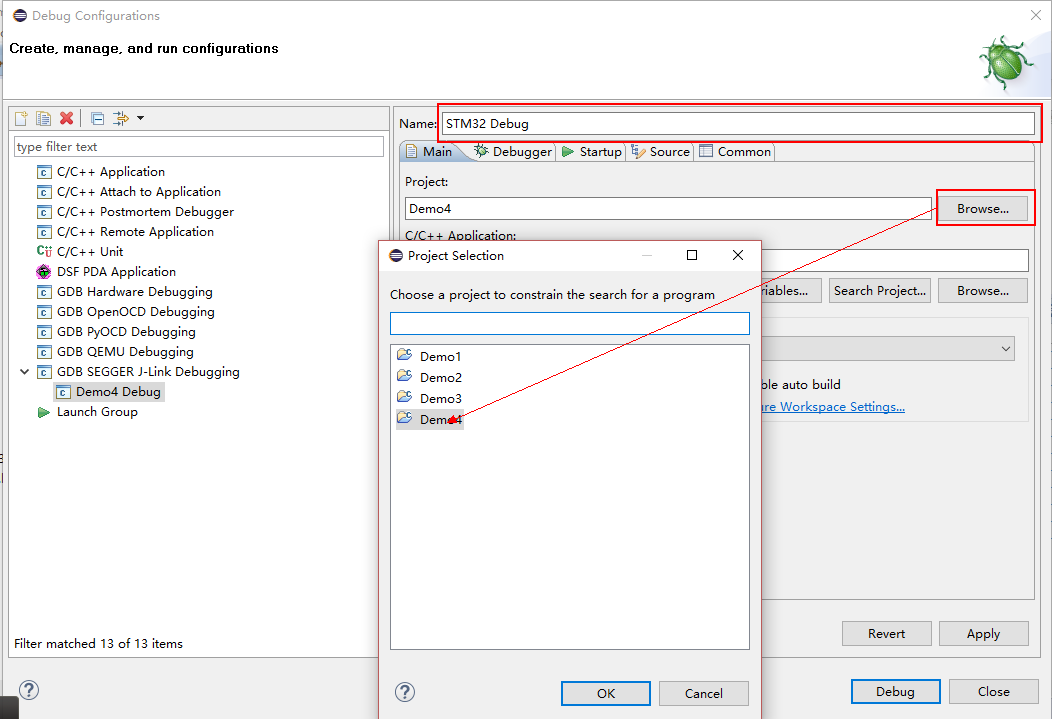 Debug Configurations
Create, manage, and run configurations
type filter text
C/C++ Application
C/C++ Attach to Application
C/C++ Postmortem Debugger
C/C++ Remote Application
C/C++ Unit
DSF PDA Application
GDB Hardware Debugging
GDB OpenOCD Debugging
GDB PyOCD Debugging
GDB QEMU Debugging
GDB SEGGER J-Link Debugging
Demo4 Debug
Launch Group
Filter matched 13 of 13 items
Name: STM32 Debug
Main Debugger Startup Source Common
Project:
Demo4 Browse...
C/C++ Application:
riables... Search Project... Browse...
ble auto build
ure Workspace Settings...
Revert Apply
Project Selection
Choose a project to constrain the search for a program
Demo1
Demo2
Demo3
Demo4
OK Cancel
Debug Close